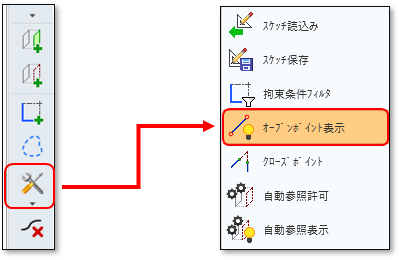 ｽｹｯﾁ読込み
ｽｹｯﾁ保存
拘束条件ﾌｨﾙﾀ
ｵｰﾌﾟﾝﾎﾟｲﾝﾄ表示
ｸﾛｰｽﾞﾎﾟｲﾝﾄ
自動参照許可
自動参照表示